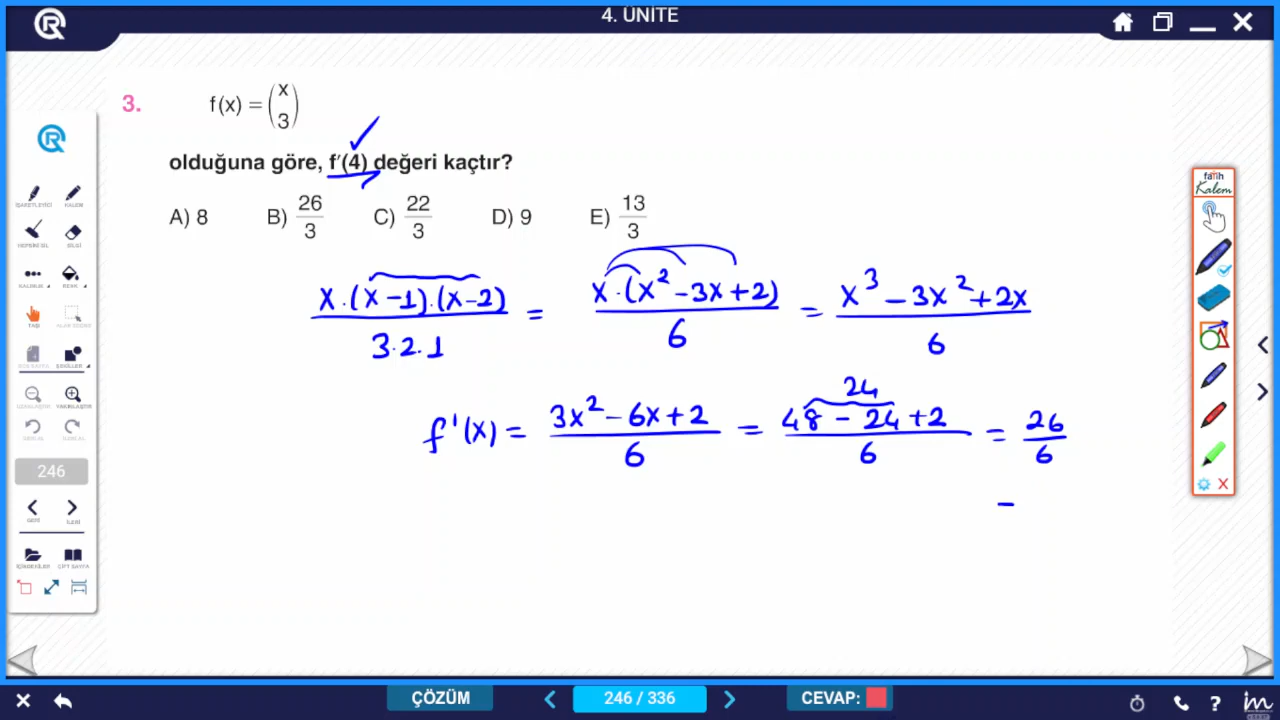 4. ÜNİTE
3. f(x) = (x 3)
olduğuna göre, f'(4) değeri kaçtır?
A) 8 B) 26/3 C) 22/3 D) 9 E) 13/3
x·(x-1)·(x-2) / 3·2·1 = x·(x²-3x+2) / 6 = x³-3x²+2x / 6
24
f'(x) = 3x²-6x+2 / 6 = 48-24+2 / 6 = 26/6
=
fatih
Kalem
246
ÇÖZÜM
246 / 336
CEVAP: